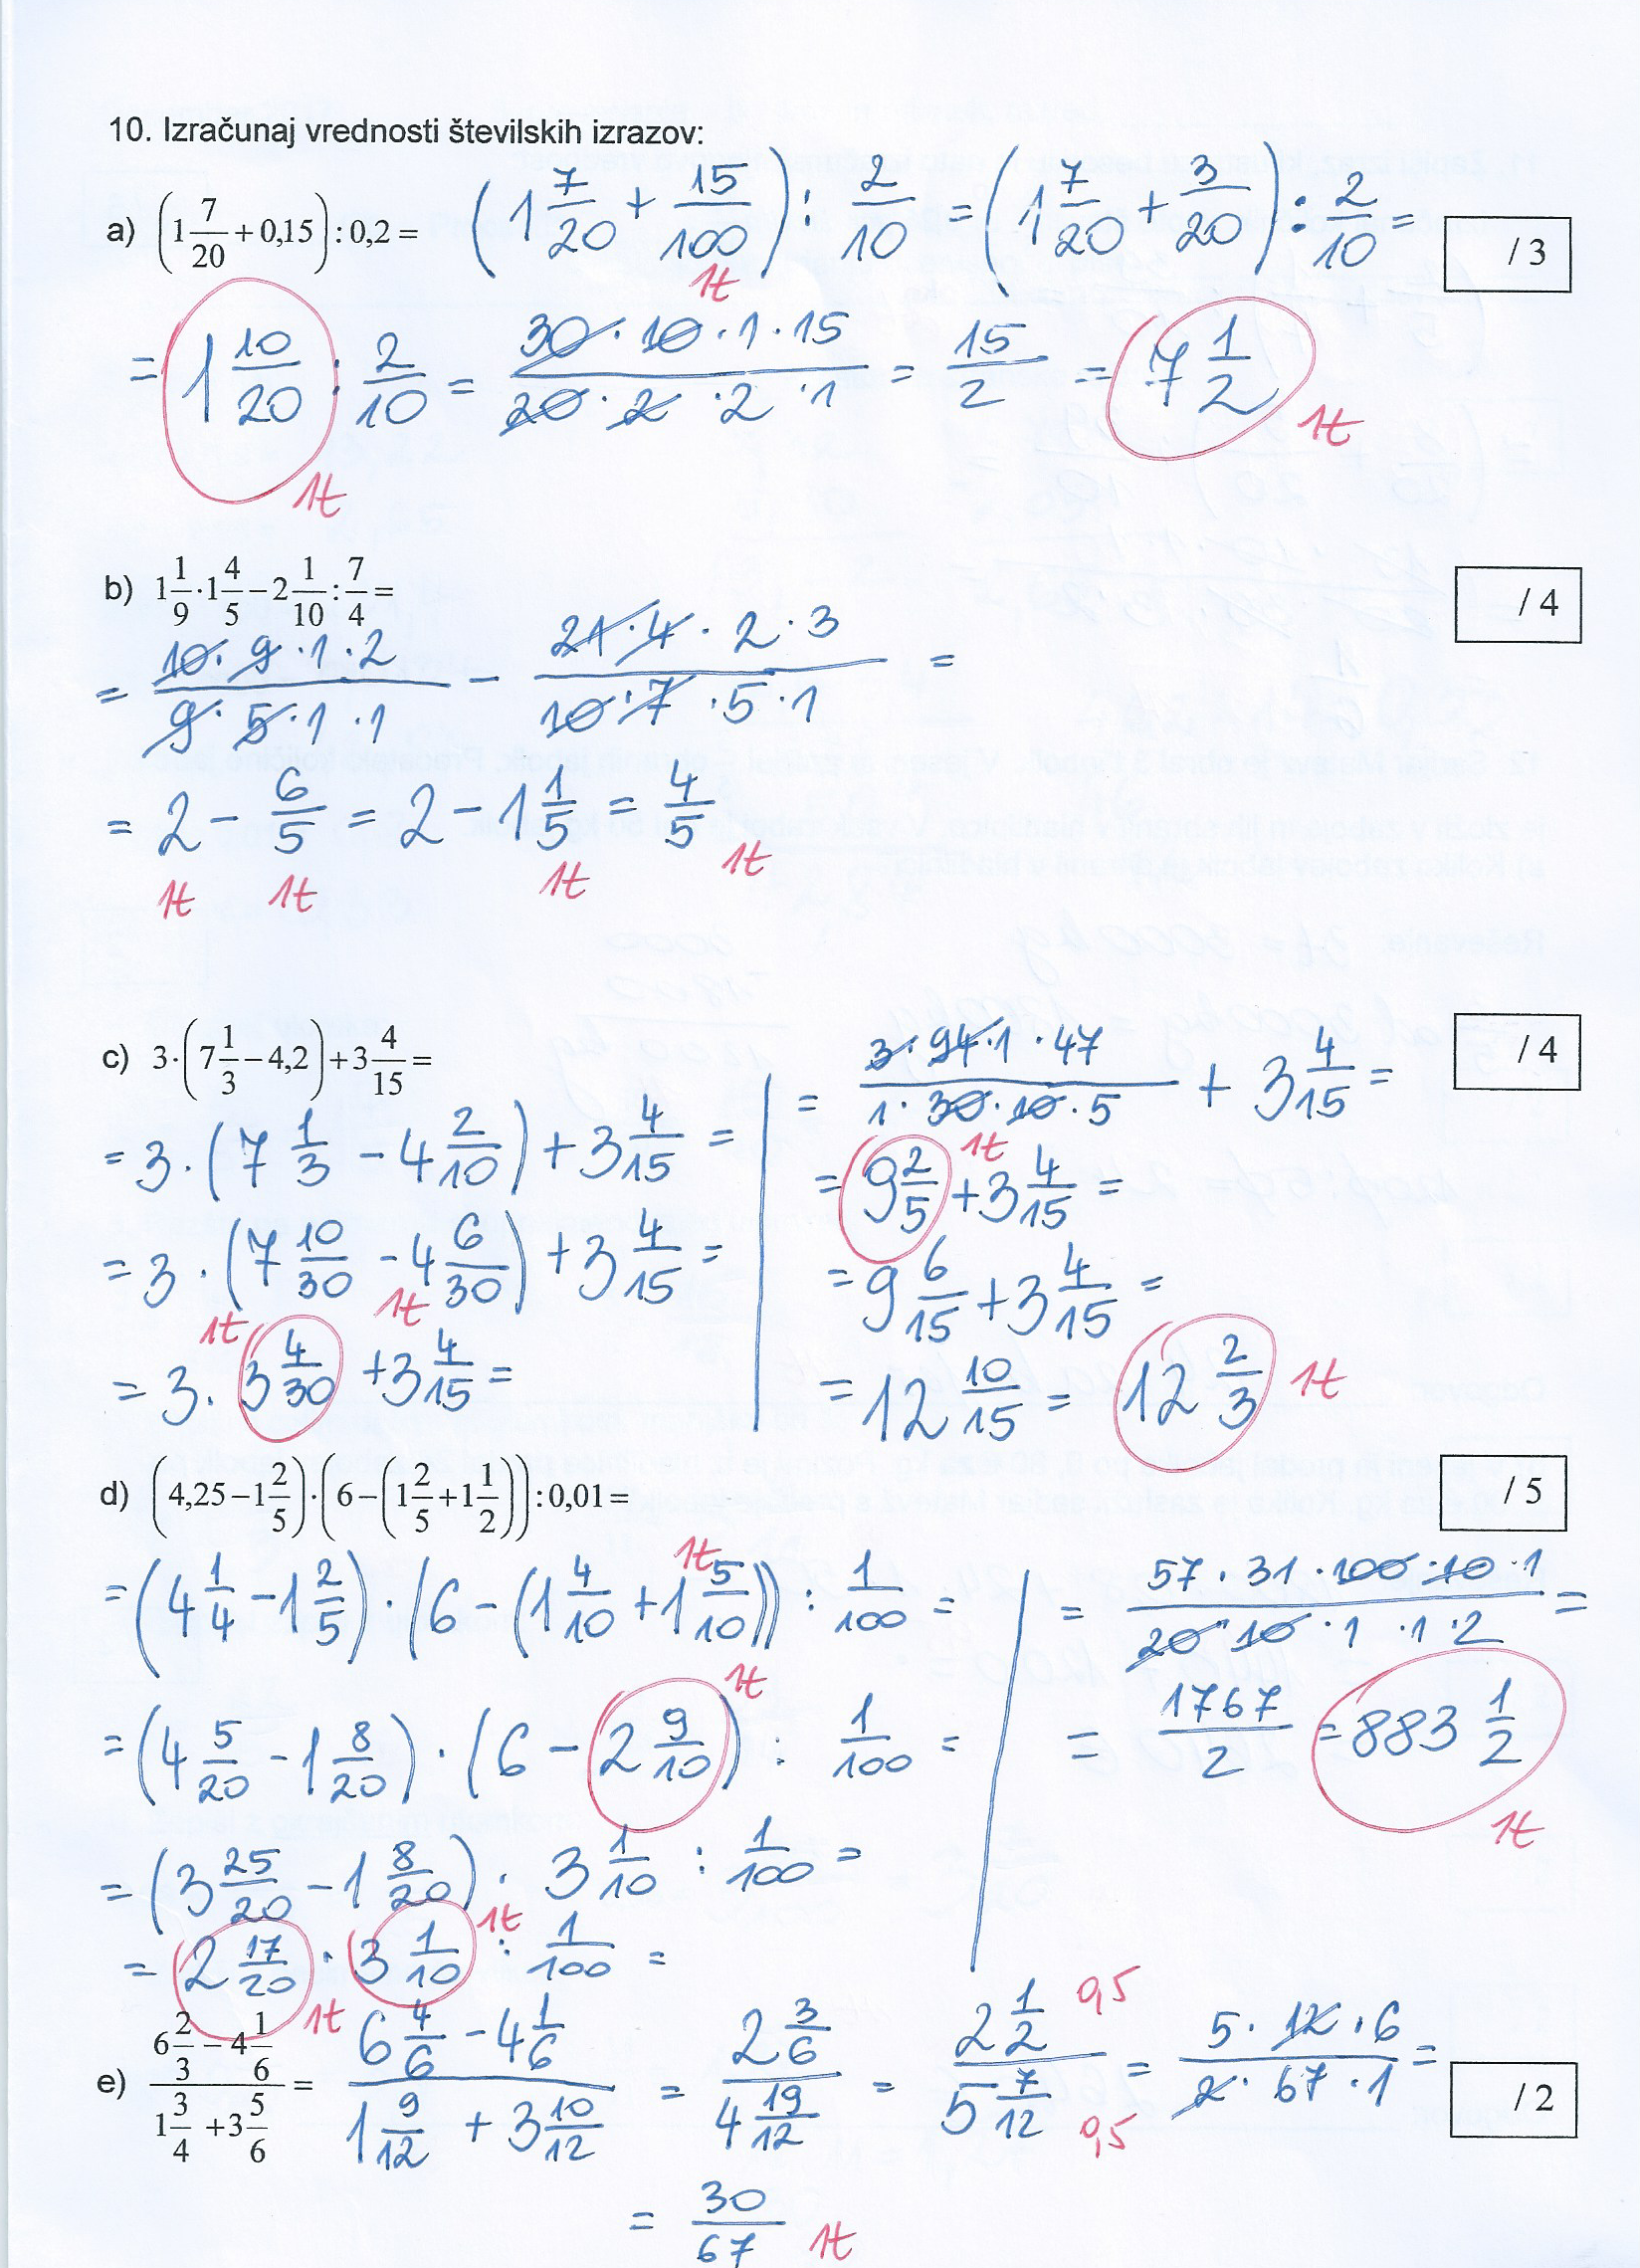 10. Izračunaj vrednosti številskih izrazov:
a) (1 7/20 + 0,15) : 0,2 = (1 7/20 + 15/100) : 2/10 = (1 7/20 + 3/20) : 2/10 = / 3
1t
= 1 10/20 : 2/10 = 30·10·1·15/20·2·2·1 = 15/2 = 7 1/2 1t
1t
b) 1 1/9 · 1 4/5 − 2 1/10 : 7/4 = / 4
= 10·9·1·2/9·5·1·1 − 21·4·2·3/10·7·5·1 =
= 2 − 6/5 = 2 − 1 1/5 = 4/5
1t 1t 1t 1t
c) 3 · (7 1/3 − 4,2) + 3 4/15 = / 4
= 3 · (7 1/3 − 4 2/10) + 3 4/15 =
= 3 · (7 10/30 − 4 6/30) + 3 4/15 =
1t 1t
= 3 · 3 4/30 + 3 4/15 =
= 3·94·1·47/1·30·10·5 + 3 4/15 =
1t
= 9 2/5 + 3 4/15 =
= 9 6/15 + 3 4/15 =
= 12 10/15 = 12 2/3 1t
d) (4,25 − 1 2/5) · (6 − (1 2/5 + 1 1/2)) : 0,01 = / 5
1t
= (4 1/4 − 1 2/5) · (6 − (1 4/10 + 1 5/10)) : 1/100 =
1t
= (4 5/20 − 1 8/20) · (6 − 2 9/10) : 1/100 =
= (3 25/20 − 1 8/20) · 3 1/10 : 1/100 =
1t
= 2 17/20 · 3 1/10 : 1/100 =
1t
= 57·31·100·10·1/20·10·1·1·2 =
= 1767/2 = 883 1/2
1t
e) 6 2/3 − 4 1/6 / 1 3/4 + 3 5/6 = 6 4/6 − 4 1/6 / 1 9/12 + 3 10/12 = 2 3/6 / 4 19/12 = 2 1/2 / 5 7/12 0,5 0,5 = 5·12·6/2·67·1 = / 2
= 30/67 1t